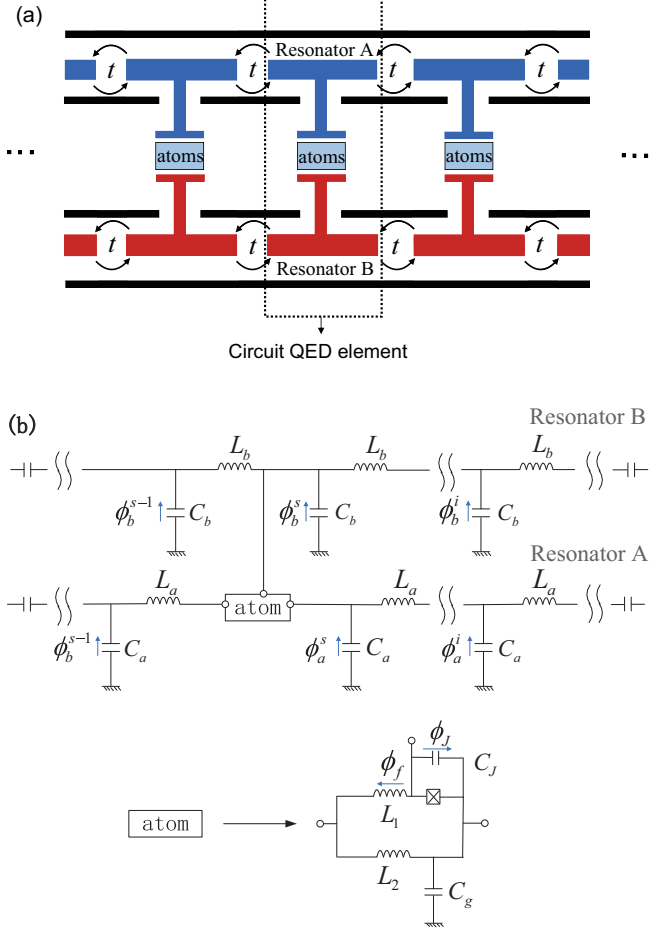 (a)
Resonator A
t t t t
... atoms atoms atoms ...
t t t t
Resonator B
Circuit QED element
(b)
Resonator B
L_b L_b L_b
ϕ_b^{s-1} C_b ϕ_b^s C_b ϕ_b^i C_b
Resonator A
L_a L_a L_a
atom
ϕ_b^{s-1} C_a ϕ_a^s C_a ϕ_a^i C_a
ϕ_J
ϕ_f C_J
L_1
atom
L_2
C_g